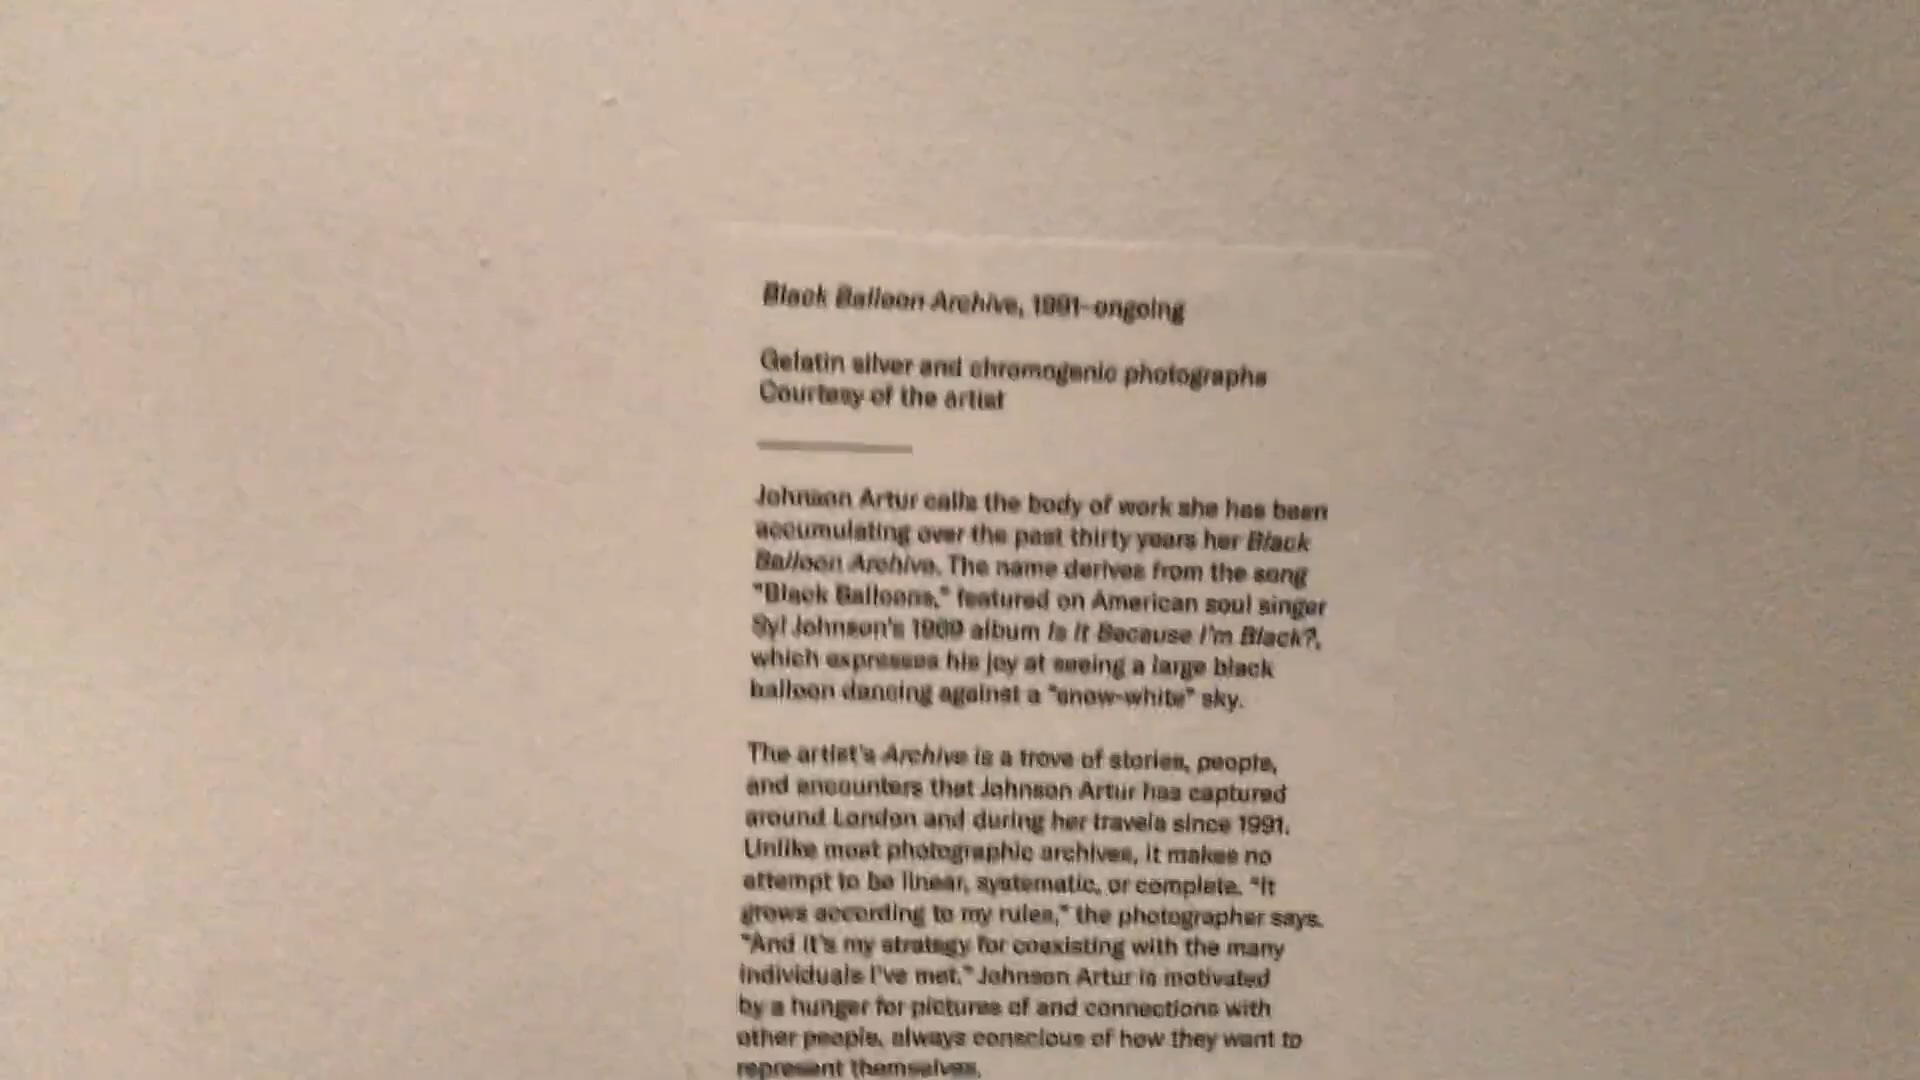 Black Balloon Archive, 1991–ongoing
Gelatin silver and chromogenic photographs
Courtesy of the artist
Johnson Artur calls the body of work she has been
accumulating over the past thirty years her Black
Balloon Archive. The name derives from the song
"Black Balloons," featured on American soul singer
Syl Johnson's 1969 album Is It Because I'm Black?,
which expresses his joy at seeing a large black
balloon dancing against a "snow-white" sky.
The artist's Archive is a trove of stories, people,
and encounters that Johnson Artur has captured
around London and during her travels since 1991.
Unlike most photographic archives, it makes no
attempt to be linear, systematic, or complete. "It
grows according to my rules," the photographer says.
"And it's my strategy for coexisting with the many
individuals I've met." Johnson Artur is motivated
by a hunger for pictures of and connections with
other people, always conscious of how they want to
represent themselves.